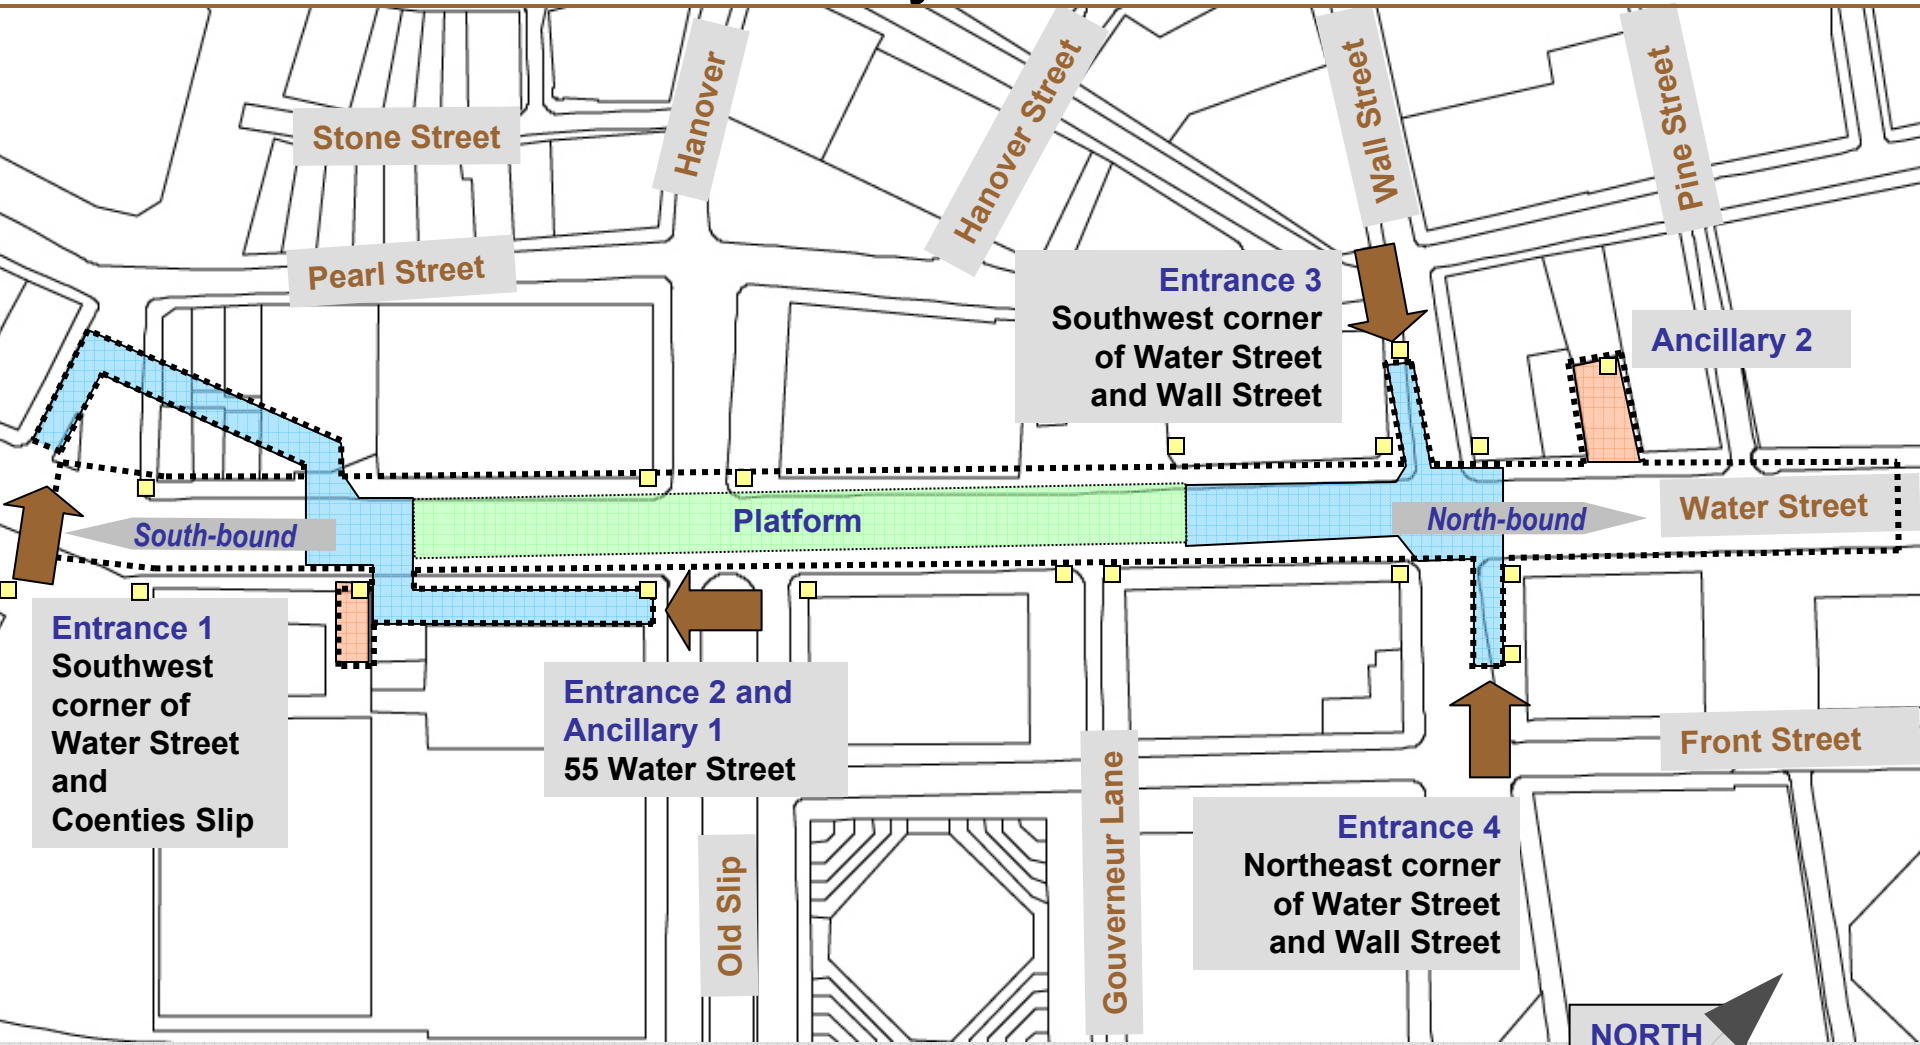 Stone Street
Hanover
Hanover Street
Wall Street
Pine Street
Pearl Street
Entrance 3
Southwest corner
of Water Street
and Wall Street
Ancillary 2
South-bound
Platform
North-bound
Water Street
Entrance 1
Southwest
corner of
Water Street
and
Coenties Slip
Entrance 2 and
Ancillary 1
55 Water Street
Old Slip
Gouverneur Lane
Front Street
Entrance 4
Northeast corner
of Water Street
and Wall Street
NORTH